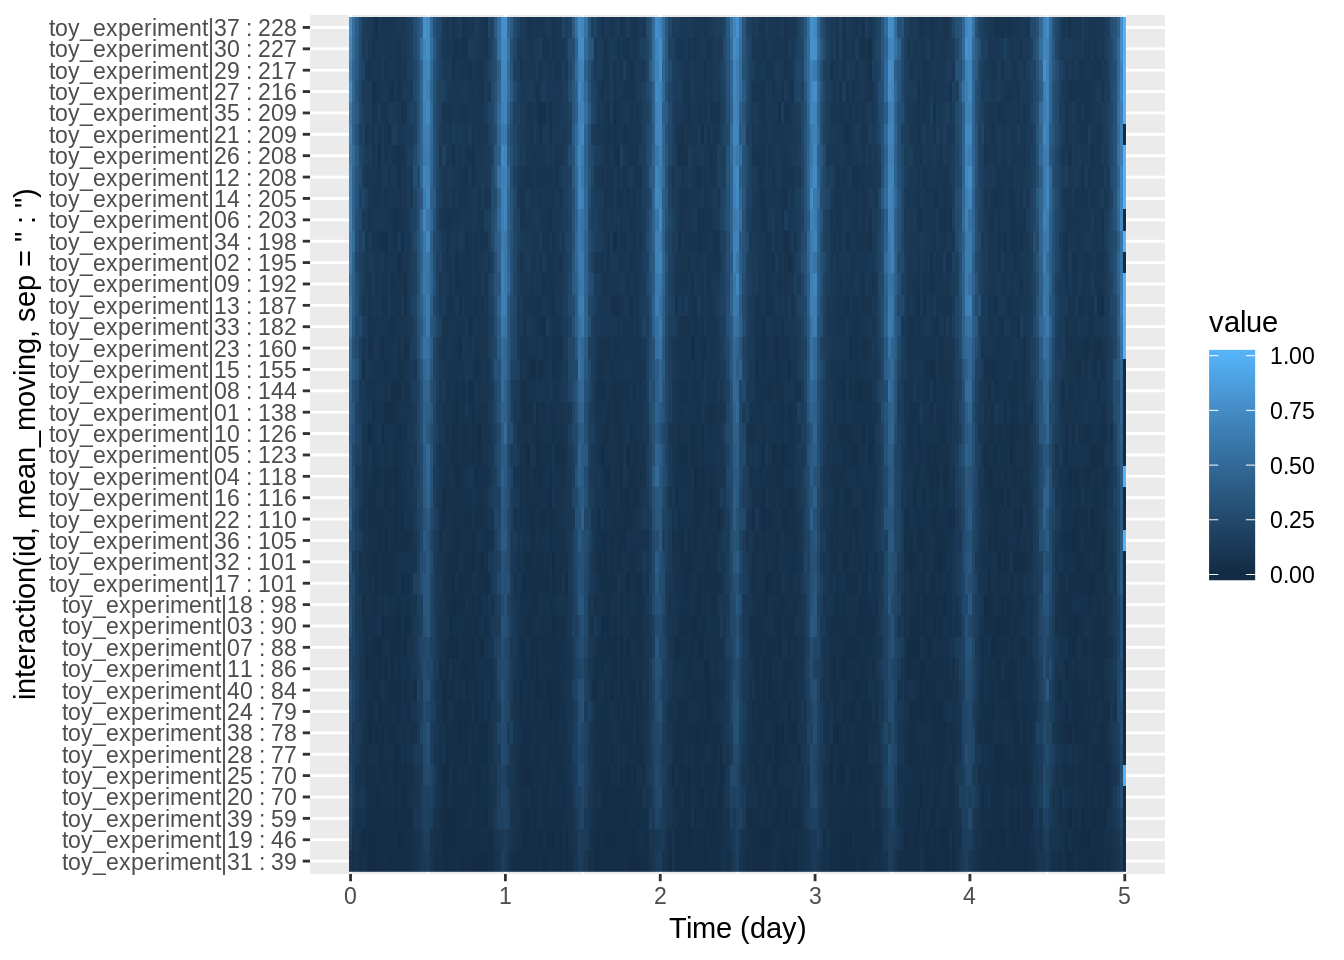 interaction(id, mean_moving, sep = " : ")
toy_experiment|37 : 228
toy_experiment|30 : 227
toy_experiment|29 : 217
toy_experiment|27 : 216
toy_experiment|35 : 209
toy_experiment|21 : 209
toy_experiment|26 : 208
toy_experiment|12 : 208
toy_experiment|14 : 205
toy_experiment|06 : 203
toy_experiment|34 : 198
toy_experiment|02 : 195
toy_experiment|09 : 192
toy_experiment|13 : 187
toy_experiment|33 : 182
toy_experiment|23 : 160
toy_experiment|15 : 155
toy_experiment|08 : 144
toy_experiment|01 : 138
toy_experiment|10 : 126
toy_experiment|05 : 123
toy_experiment|04 : 118
toy_experiment|16 : 116
toy_experiment|22 : 110
toy_experiment|36 : 105
toy_experiment|32 : 101
toy_experiment|17 : 101
toy_experiment|18 : 98
toy_experiment|03 : 90
toy_experiment|07 : 88
toy_experiment|11 : 86
toy_experiment|40 : 84
toy_experiment|24 : 79
toy_experiment|38 : 78
toy_experiment|28 : 77
toy_experiment|25 : 70
toy_experiment|20 : 70
toy_experiment|39 : 59
toy_experiment|19 : 46
toy_experiment|31 : 39
0 1 2 3 4 5
Time (day)
value
1.00
0.75
0.50
0.25
0.00